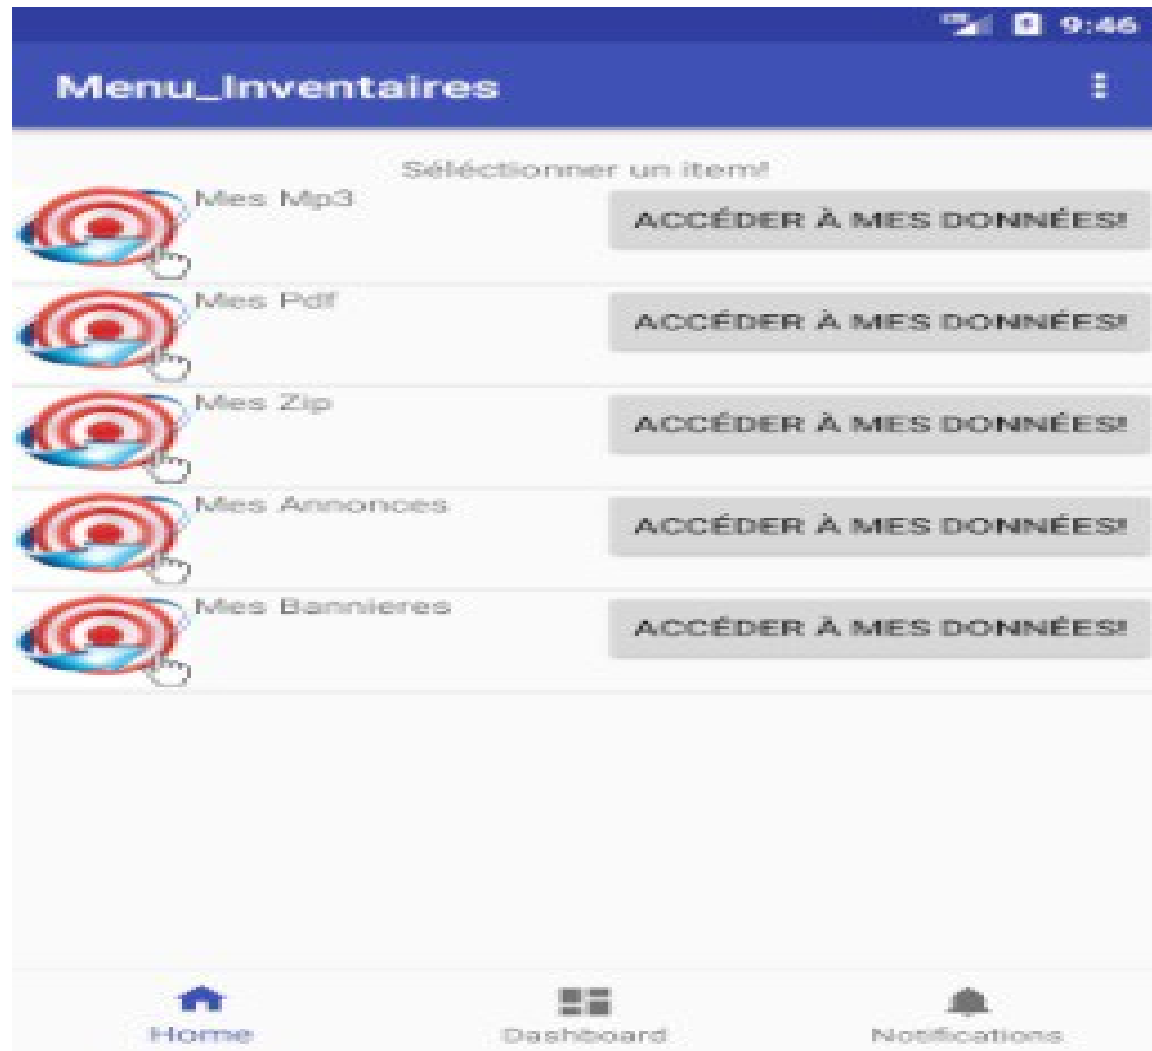 9:46
Menu_Inventaires
Séléctionner un item!
Mes Mp3
ACCÉDER À MES DONNÉES!
Mes Pdf
ACCÉDER À MES DONNÉES!
Mes Zip
ACCÉDER À MES DONNÉES!
Mes Annonces
ACCÉDER À MES DONNÉES!
Mes Bannieres
ACCÉDER À MES DONNÉES!
Home
Dashboard
Notifications